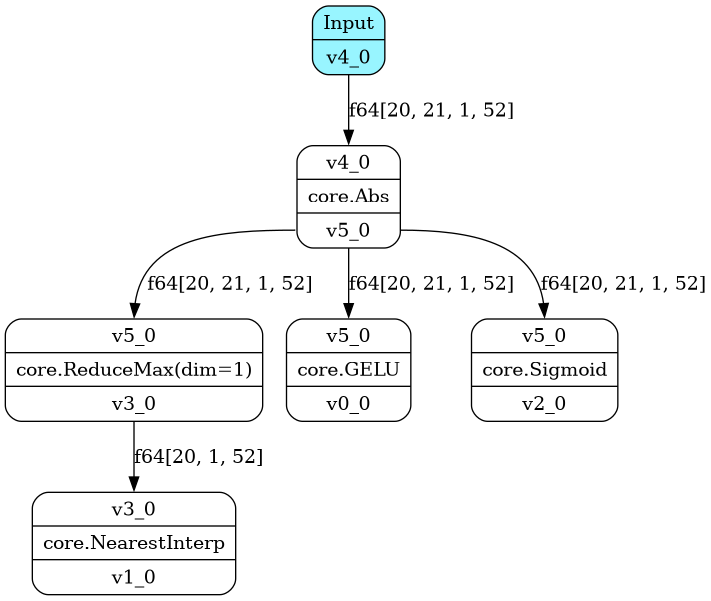 Input
v4_0
f64[20, 21, 1, 52]
v4_0
core.Abs
v5_0
f64[20, 21, 1, 52]
f64[20, 21, 1, 52]
f64[20, 21, 1, 52]
v5_0
core.ReduceMax(dim=1)
v3_0
v5_0
core.GELU
v0_0
v5_0
core.Sigmoid
v2_0
f64[20, 1, 52]
v3_0
core.NearestInterp
v1_0